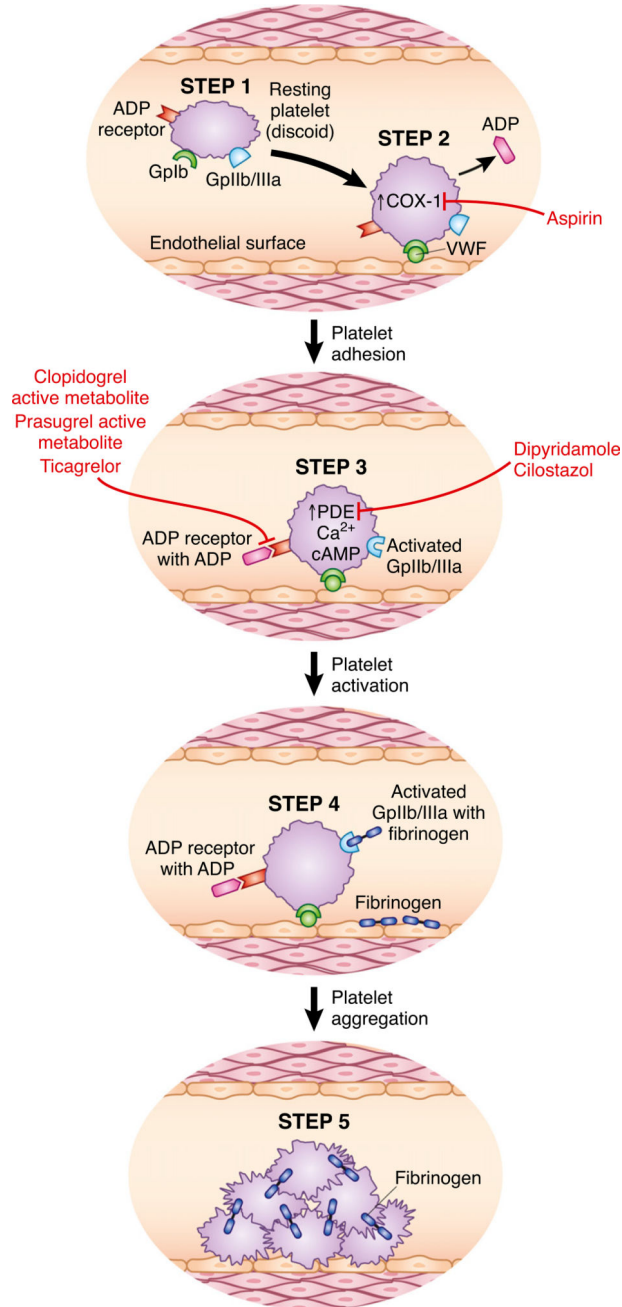 STEP 1
ADP
receptor
GpIb
GpIIb/IIIa
Resting
platelet
(discoid)
STEP 2
ADP
↑COX-1
Aspirin
VWF
Endothelial surface
Platelet
adhesion
Clopidogrel
active metabolite
Prasugrel active
metabolite
Ticagrelor
Dipyridamole
Cilostazol
STEP 3
↑PDE
Ca²⁺
cAMP
ADP receptor
with ADP
Activated
GpIIb/IIIa
Platelet
activation
STEP 4
Activated
GpIIb/IIIa with
fibrinogen
ADP receptor
with ADP
Fibrinogen
Platelet
aggregation
STEP 5
Fibrinogen